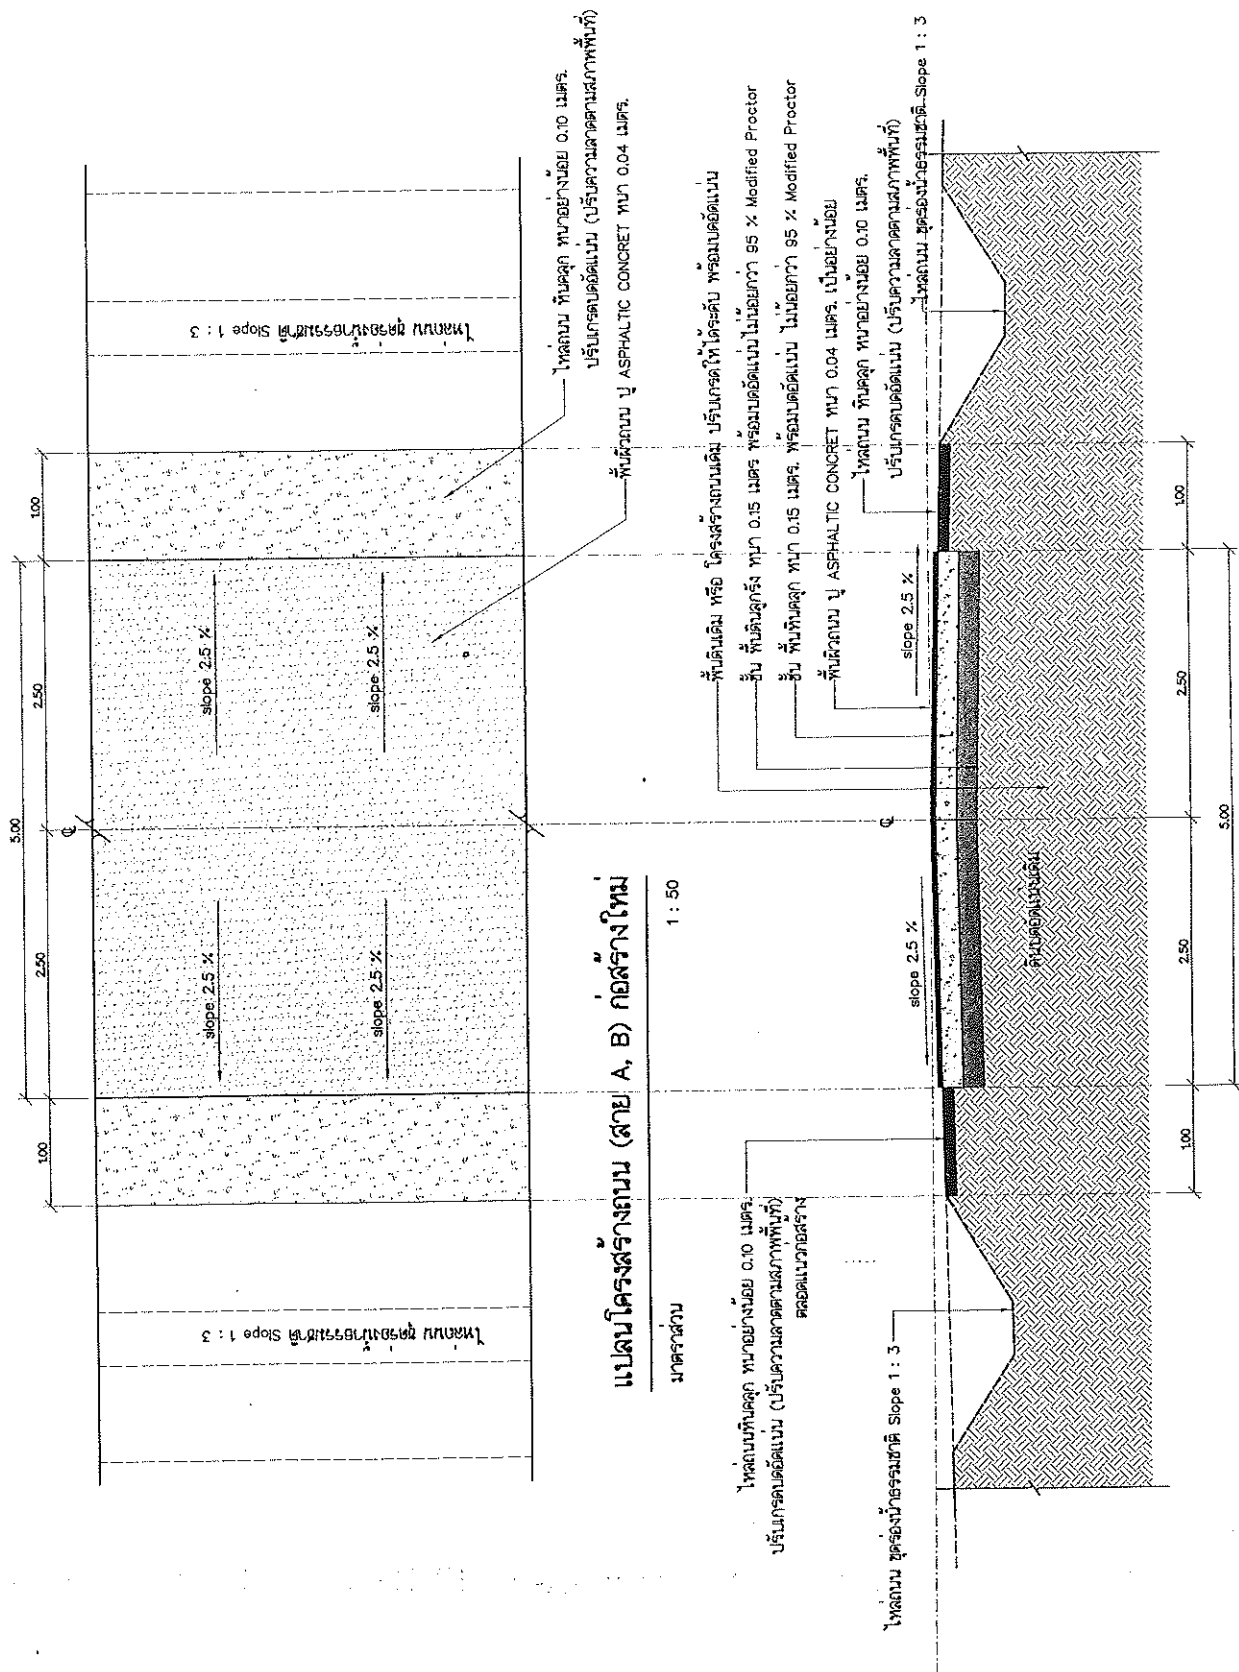 5.00
1.00
2.50
2.50
1.00
℄
slope 2.5 %
slope 2.5 %
slope 2.5 %
slope 2.5 %
ไหล่ถนน ขุดร่องน้ำธรรมชาติ Slope 1 : 3
ไหล่ถนน ขุดร่องน้ำธรรมชาติ Slope 1 : 3
ไหล่ถนน หินคลุก หนาอย่างน้อย 0.10 เมตร.
ปรับเกรดบดอัดแน่น (ปรับความลาดตามสภาพพื้นที่)
พื้นผิวถนน ปู ASPHALTIC CONCRET หนา 0.04 เมตร.
แปลนโครงสร้างถนน (สาย A, B) ก่อสร้างใหม่
มาตราส่วน 1 : 50
พื้นดินเดิม หรือ โครงสร้างถนนเดิม ปรับเกรดให้ได้ระดับ พร้อมบดอัดแน่น
ชั้น พื้นดินลูกรัง หนา 0.15 เมตร พร้อมบดอัดแน่นไม่น้อยกว่า 95 % Modified Proctor
ชั้น พื้นหินคลุก หนา 0.15 เมตร. พร้อมบดอัดแน่น ไม่น้อยกว่า 95 % Modified Proctor
พื้นผิวถนน ปู ASPHALTIC CONCRET หนา 0.04 เมตร. เป็นอย่างน้อย
ไหล่ถนน หินคลุก หนาอย่างน้อย 0.10 เมตร.
ปรับเกรดบดอัดแน่น (ปรับความลาดตามสภาพพื้นที่)
ไหล่ถนน ขุดร่องน้ำธรรมชาติ Slope 1 : 3
ไหล่ถนนหินคลุก หนาอย่างน้อย 0.10 เมตร.
ปรับเกรดบดอัดแน่น (ปรับความลาดตามสภาพพื้นที่)
ตลอดแนวก่อสร้าง
ไหล่ถนน ขุดร่องน้ำธรรมชาติ Slope 1 : 3
℄
slope 2.5 %
slope 2.5 %
ดินบดอัดแน่นเดิม
1.00
2.50
2.50
1.00
5.00